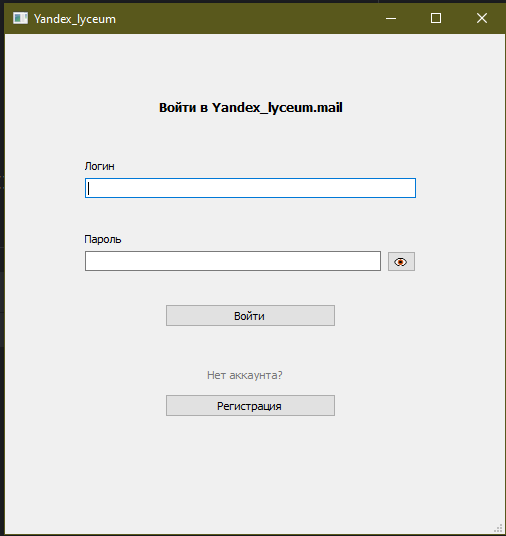 Yandex_lyceum
Войти в Yandex_lyceum.mail
Логин
Пароль
Войти
Нет аккаунта?
Регистрация